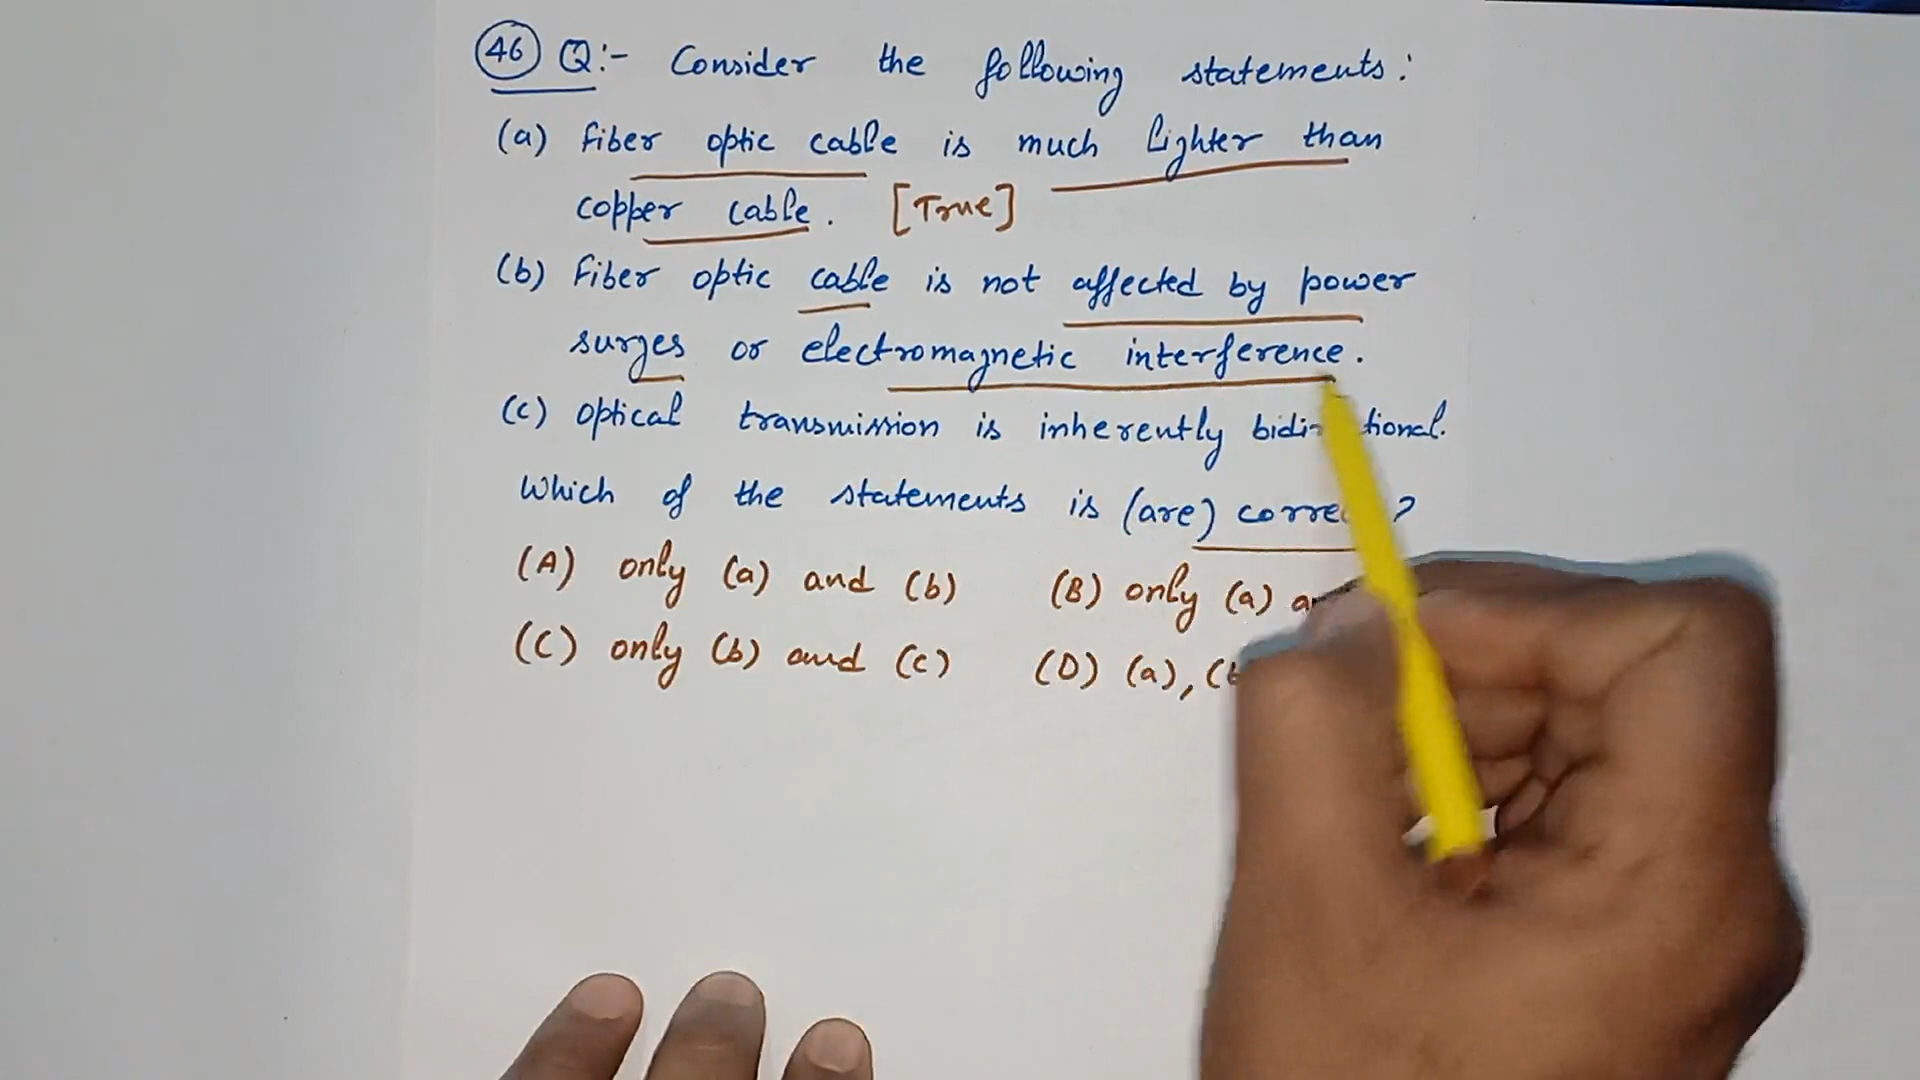 46 Q:- Consider the following statements:
(a) Fiber optic cable is much lighter than
copper cable. [True]
(b) Fiber optic cable is not affected by power
surges or electromagnetic interference.
(c) optical transmission is inherently
Which of the statements is (are) ?
(A) only (a) and (b) (B) only (a)
(C) only (b) and (c) (D) (a),